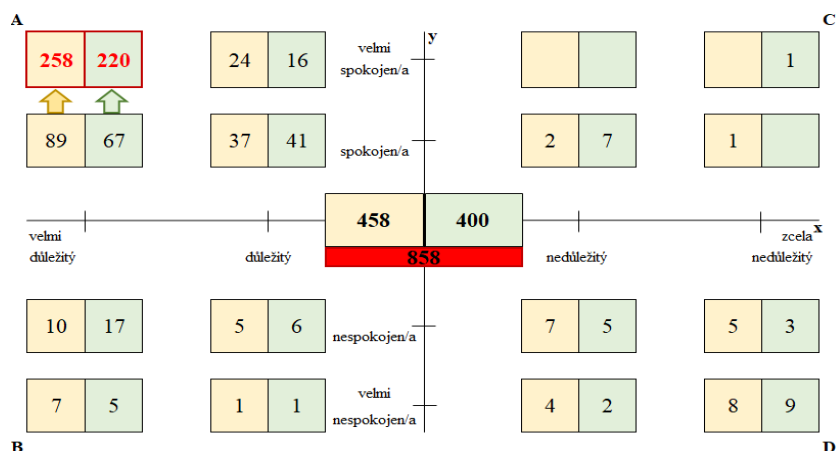 A C
y
258 220 24 16 velmi 1
spokojen/a
89 67 37 41 spokojen/a 2 7 1
458 400
x
velmi zcela
důležitý důležitý 858 nedůležitý nedůležitý
10 17 5 6 nespokojen/a 7 5 5 3
7 5 1 1 velmi 4 2 8 9
nespokojen/a
B D